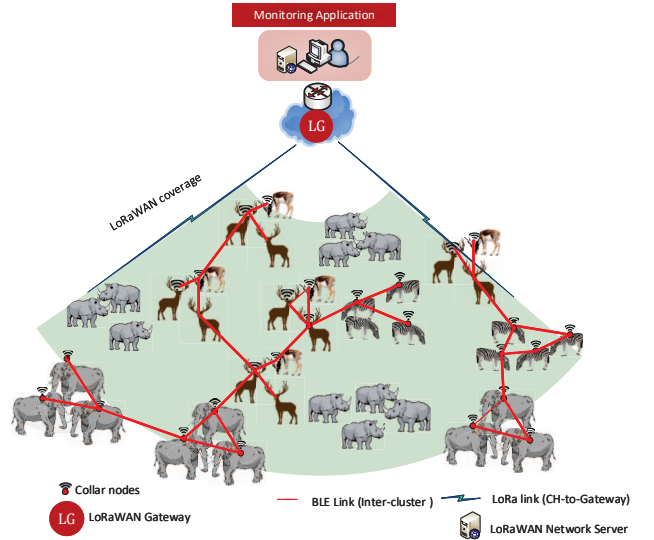 Monitoring Application
LG
LoRaWAN coverage
Collar nodes
BLE Link (Inter-cluster )
LoRa link (CH-to-Gateway)
LG
LoRaWAN Gateway
LoRaWAN Network Server